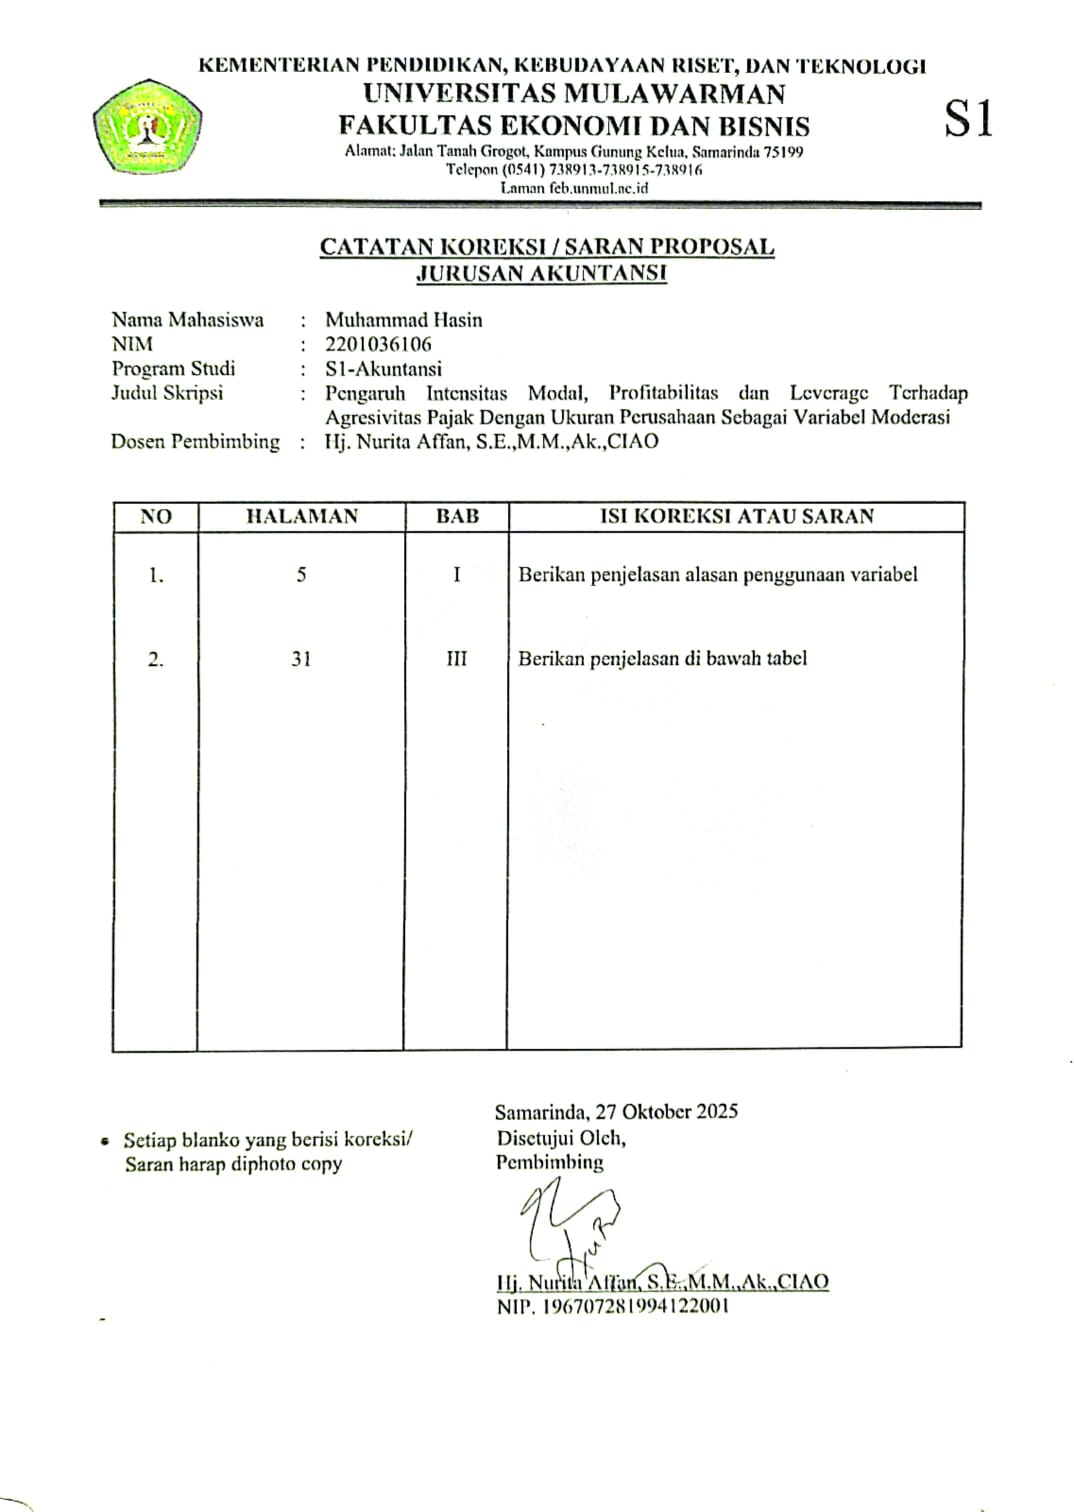 KEMENTERIAN PENDIDIKAN, KEBUDAYAAN RISET, DAN TEKNOLOGI
UNIVERSITAS MULAWARMAN
FAKULTAS EKONOMI DAN BISNIS
S1
Alamat: Jalan Tanah Grogot, Kampus Gunung Kelua, Samarinda 75199
Telepon (0541) 738913-738915-738916
Laman feb.unmul.ac.id
CATATAN KOREKSI / SARAN PROPOSAL
JURUSAN AKUNTANSI
Nama Mahasiswa : Muhammad Hasin
NIM : 2201036106
Program Studi : S1-Akuntansi
Judul Skripsi : Pengaruh Intensitas Modal, Profitabilitas dan Leverage Terhadap
Agresivitas Pajak Dengan Ukuran Perusahaan Sebagai Variabel Moderasi
Dosen Pembimbing : Hj. Nurita Affan, S.E.,M.M.,Ak.,CIAO
NO HALAMAN BAB ISI KOREKSI ATAU SARAN
1. 5 I Berikan penjelasan alasan penggunaan variabel
2. 31 III Berikan penjelasan di bawah tabel
Samarinda, 27 Oktober 2025
• Setiap blanko yang berisi koreksi/
Saran harap diphoto copy
Disetujui Oleh,
Pembimbing
Hj. Nurita Affan, S.E.,M.M.,Ak.,CIAO
NIP. 196707281994122001